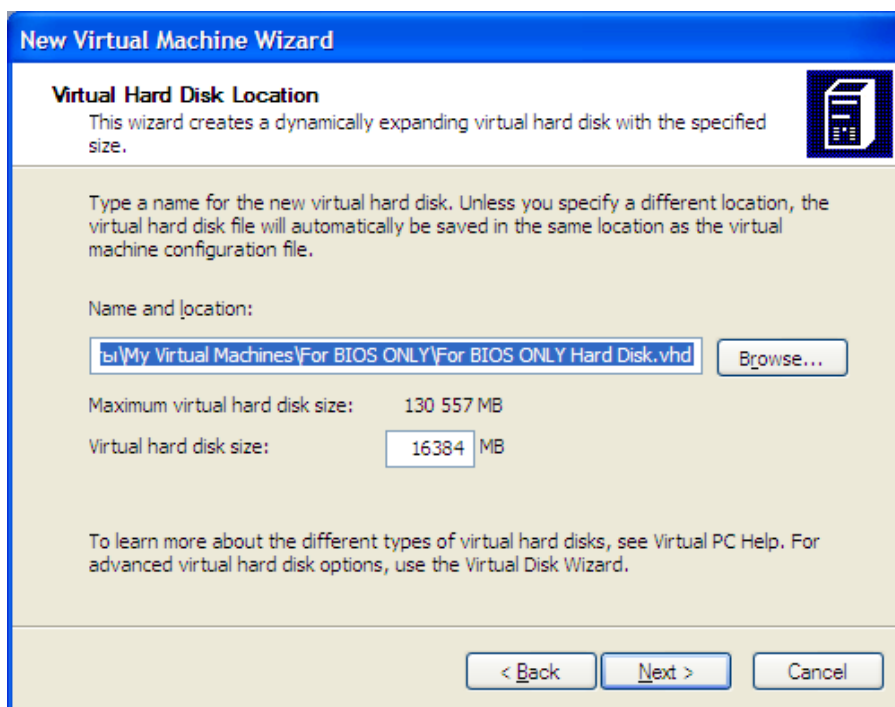 New Virtual Machine Wizard
Virtual Hard Disk Location
This wizard creates a dynamically expanding virtual hard disk with the specified
size.
Type a name for the new virtual hard disk. Unless you specify a different location, the
virtual hard disk file will automatically be saved in the same location as the virtual
machine configuration file.
Name and location:
ты\My Virtual Machines\For BIOS ONLY\For BIOS ONLY Hard Disk.vhd
Browse...
Maximum virtual hard disk size: 130 557 MB
Virtual hard disk size: 16384 MB
To learn more about the different types of virtual hard disks, see Virtual PC Help. For
advanced virtual hard disk options, use the Virtual Disk Wizard.
< Back Next > Cancel